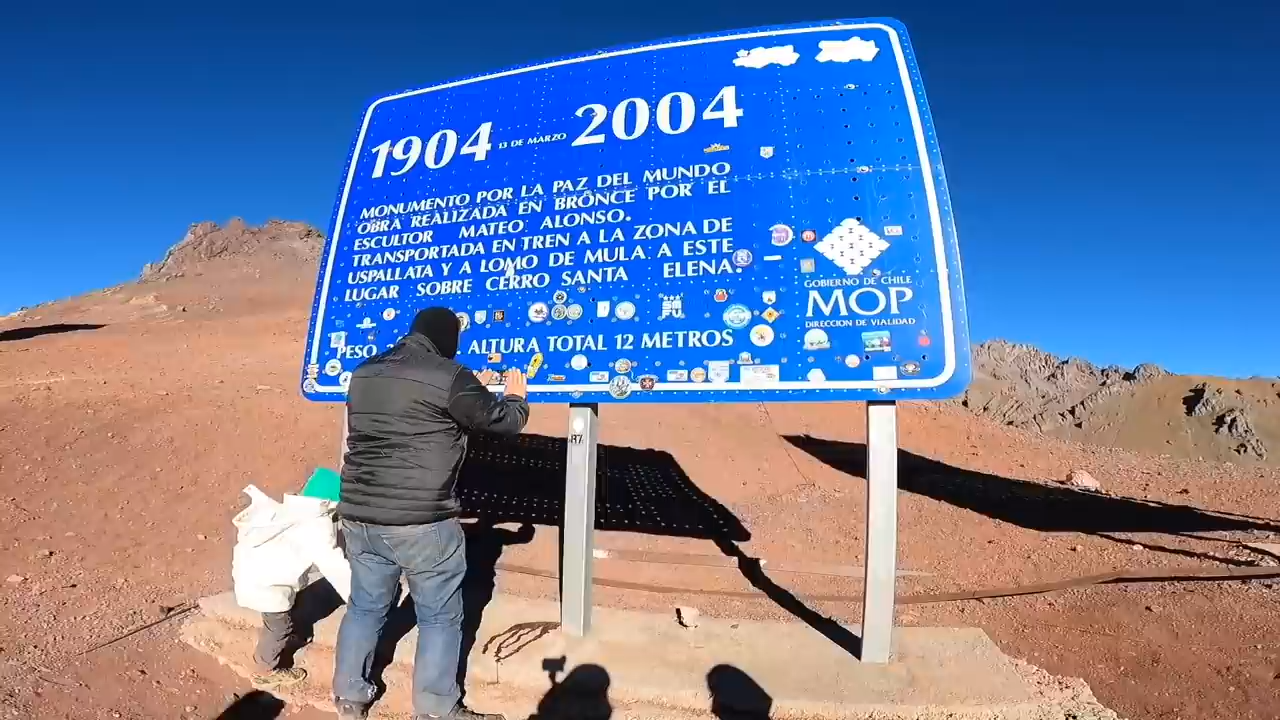 1904 13 DE MARZO 2004
MONUMENTO POR LA PAZ DEL MUNDO
OBRA REALIZADA EN BRONCE POR EL
ESCULTOR MATEO ALONSO.
TRANSPORTADA EN TREN A LA ZONA DE
USPALLATA Y A LOMO DE MULA A ESTE
LUGAR SOBRE CERRO SANTA ELENA.
PESO ALTURA TOTAL 12 METROS
GOBIERNO DE CHILE
MOP
DIRECCION DE VIALIDAD